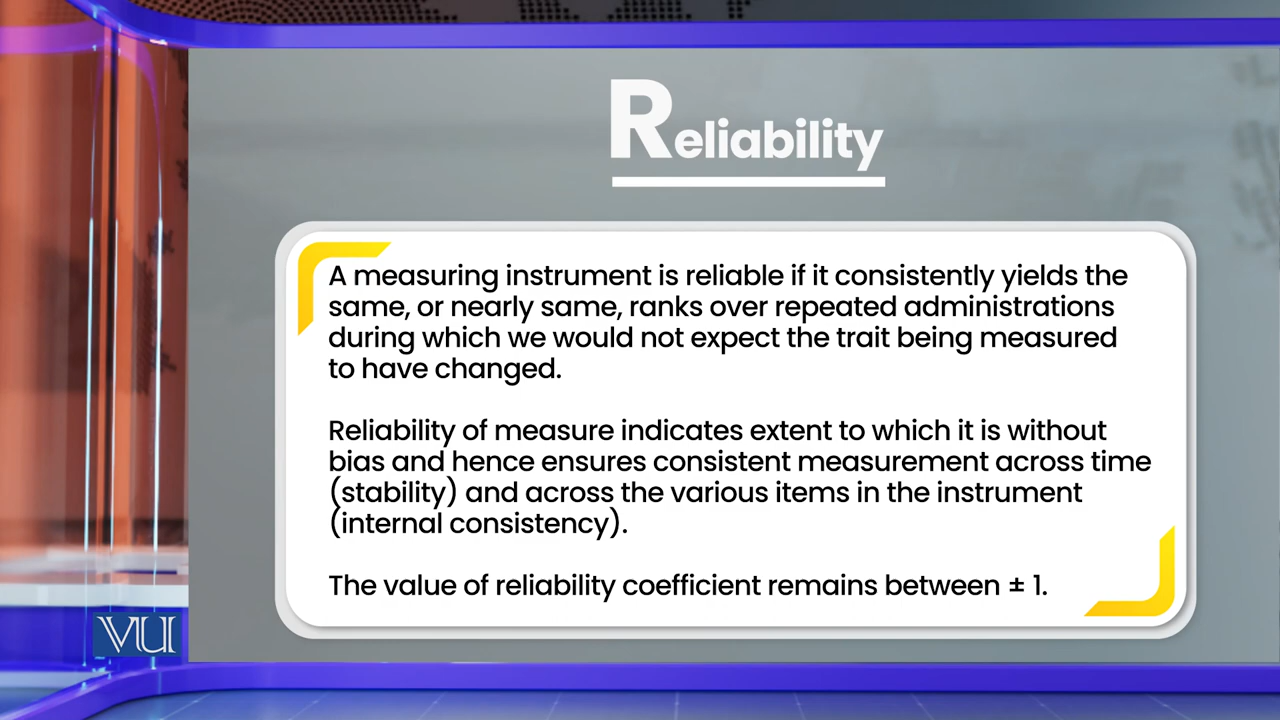 Reliability
A measuring instrument is reliable if it consistently yields the
same, or nearly same, ranks over repeated administrations
during which we would not expect the trait being measured
to have changed.
Reliability of measure indicates extent to which it is without
bias and hence ensures consistent measurement across time
(stability) and across the various items in the instrument
(internal consistency).
The value of reliability coefficient remains between ± 1.
VU